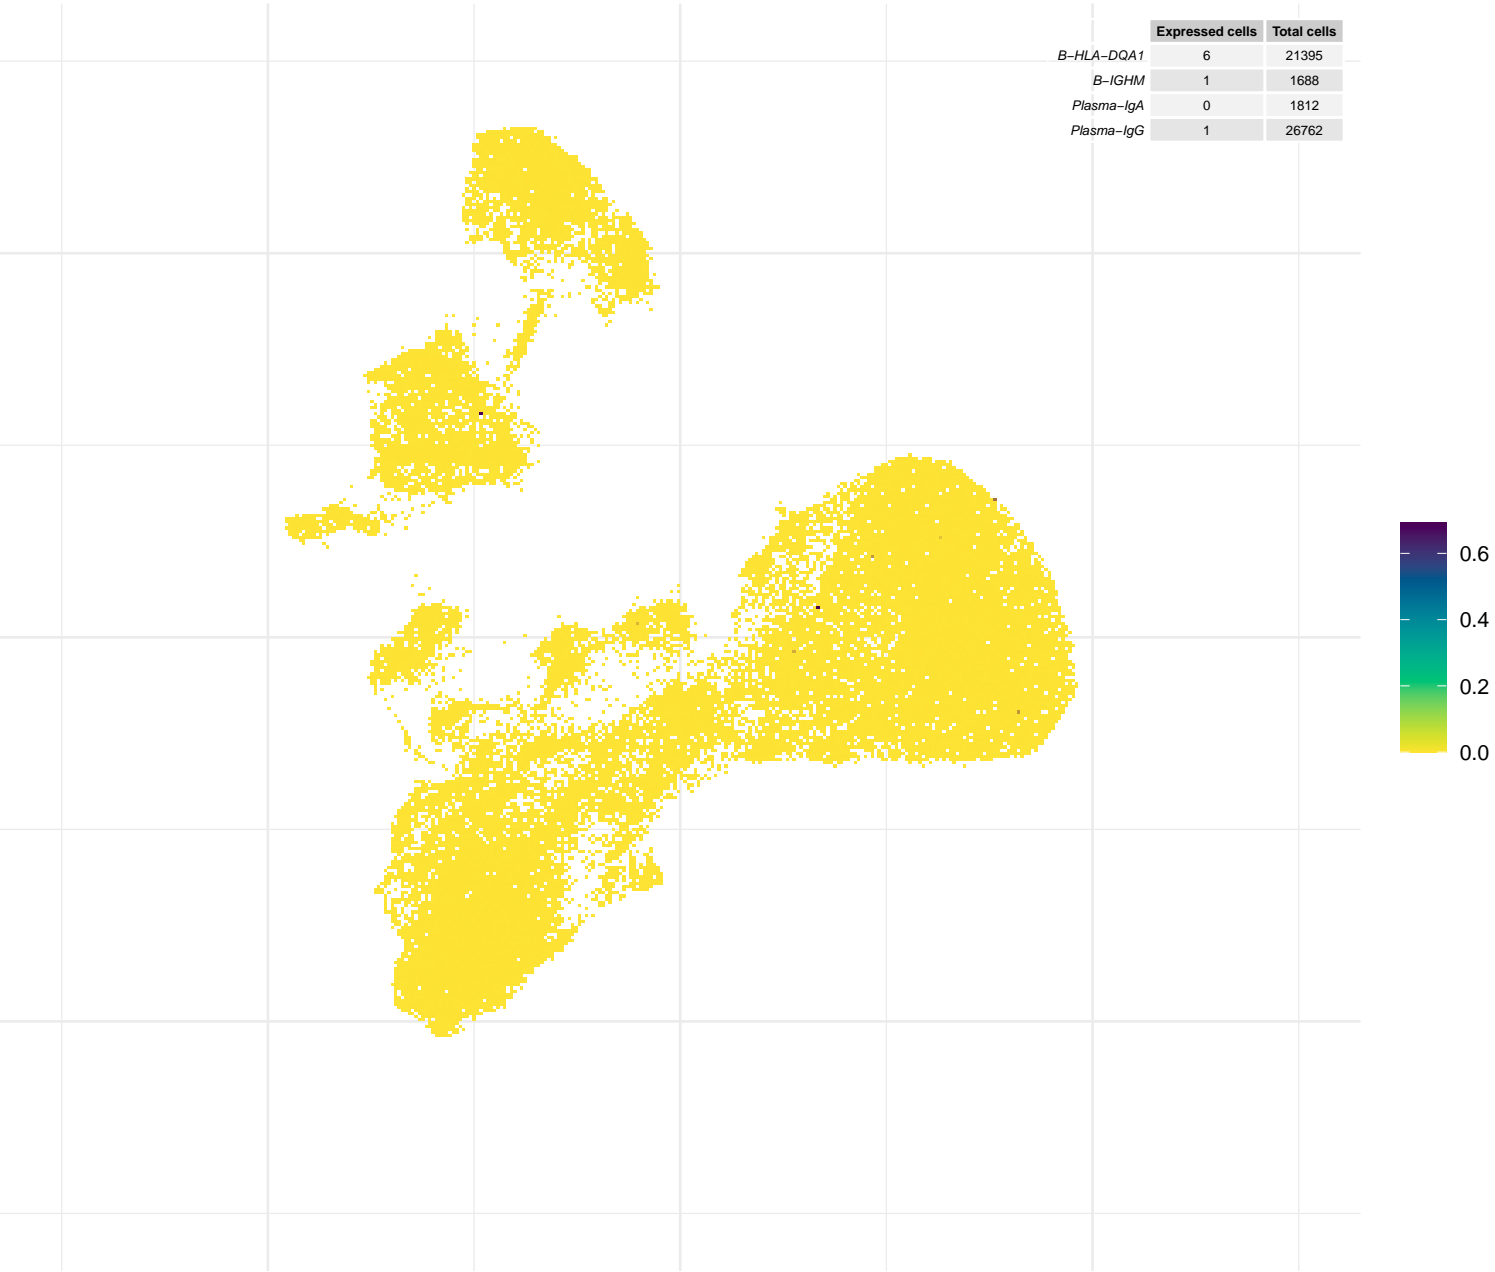 Expressed cells Total cells
B−HLA−DQA1 6 21395
B−IGHM 1 1688
Plasma−IgA 0 1812
Plasma−IgG 1 26762
0.6
0.4
0.2
0.0